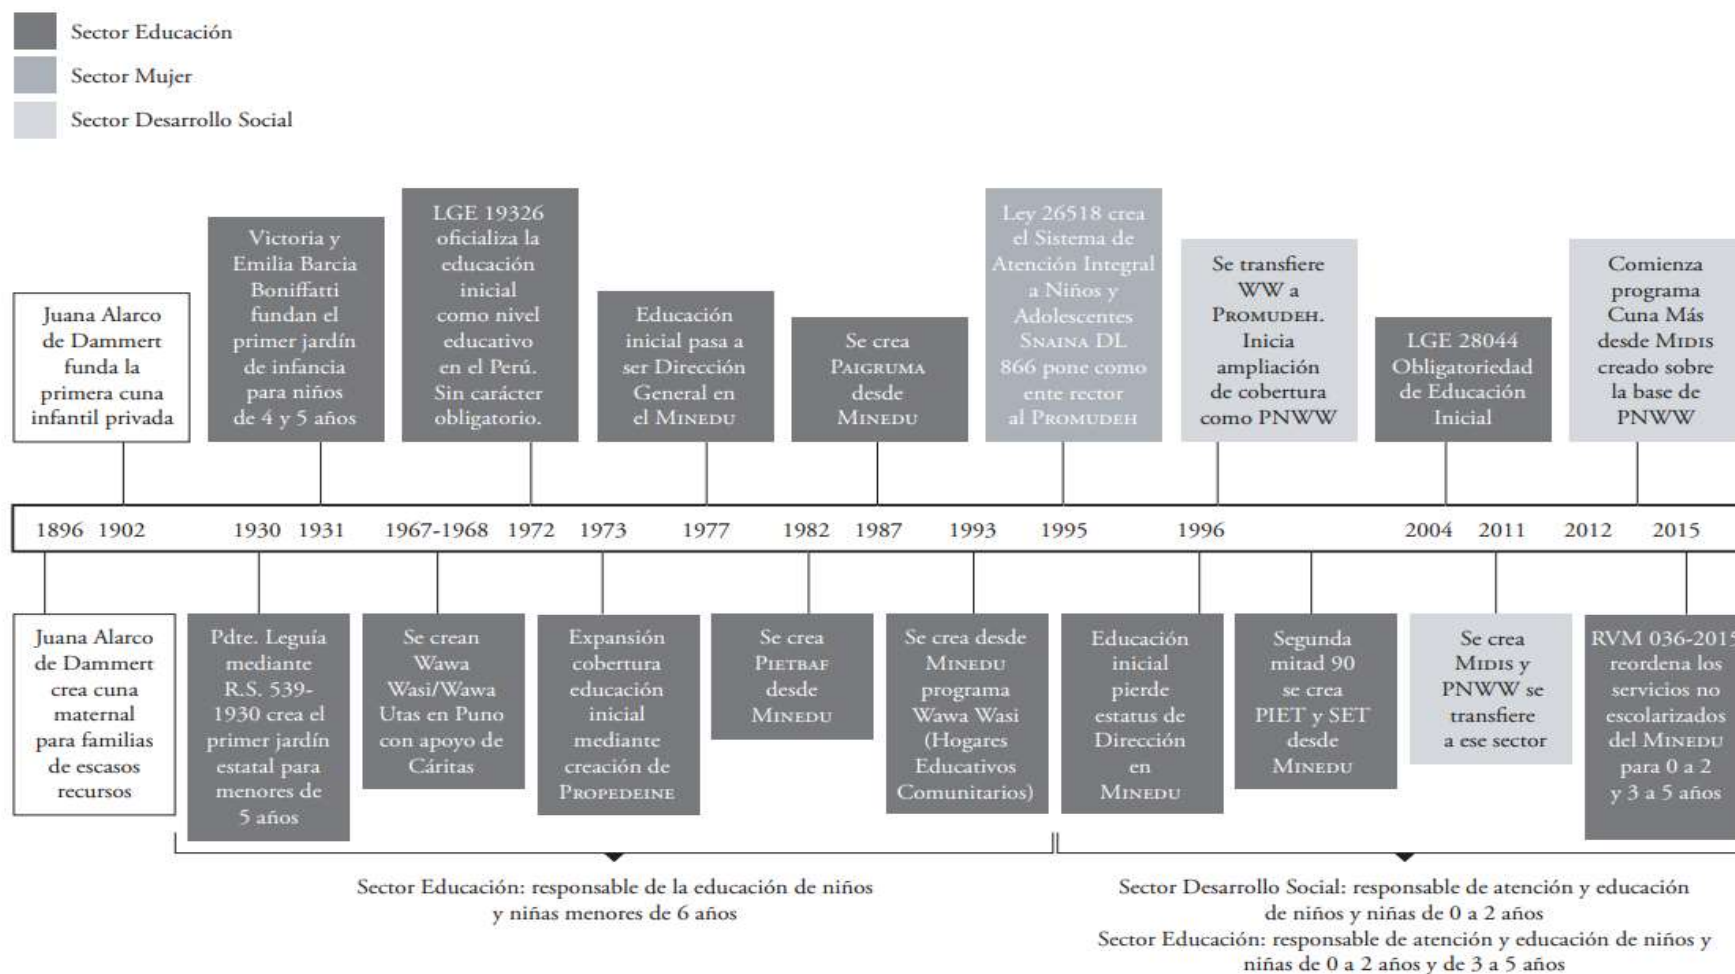 Sector Educación
Sector Mujer
Sector Desarrollo Social
Juana Alarco
de Dammert
funda la
primera cuna
infantil privada
Victoria y
Emilia Barcia
Boniffatti
fundan el
primer jardín
de infancia
para niños
de 4 y 5 años
LGE 19326
oficializa la
educación
inicial
como nivel
educativo
en el Perú.
Sin carácter
obligatorio.
Educación
inicial pasa a
ser Dirección
General en
el MINEDU
Se crea
PAIGRUMA
desde
MINEDU
Ley 26518 crea
el Sistema de
Atención Integral
a Niños y
Adolescentes
SNAINA DL
866 pone como
ente rector
al PROMUDEH
Se transfiere
WW a
PROMUDEH.
Inicia
ampliación
de cobertura
como PNWW
LGE 28044
Obligatoriedad
de Educación
Inicial
Comienza
programa
Cuna Más
desde MIDIS
creado sobre
la base de
PNWW
1896 1902 1930 1931 1967-1968 1972 1973 1977 1982 1987 1993 1995 1996 2004 2011 2012 2015
Juana Alarco
de Dammert
crea cuna
maternal
para familias
de escasos
recursos
Pdte. Leguía
mediante
R.S. 539-
1930 crea el
primer jardín
estatal para
menores de
5 años
Se crean
Wawa
Wasi/Wawa
Utas en Puno
con apoyo de
Cáritas
Expansión
cobertura
educación
inicial
mediante
creación de
PROPEDEINE
Se crea
PIETBAF
desde
MINEDU
Se crea desde
MINEDU
programa
Wawa Wasi
(Hogares
Educativos
Comunitarios)
Educación
inicial
pierde
estatus de
Dirección
en
MINEDU
Segunda
mitad 90
se crea
PIET y SET
desde
MINEDU
Se crea
MIDIS y
PNWW se
transfiere
a ese sector
RVM 036-2015
reordena los
servicios no
escolarizados
del MINEDU
para 0 a 2
y 3 a 5 años
Sector Educación: responsable de la educación de niños
y niñas menores de 6 años
Sector Desarrollo Social: responsable de atención y educación
de niños y niñas de 0 a 2 años
Sector Educación: responsable de atención y educación de niños y
niñas de 0 a 2 años y de 3 a 5 años